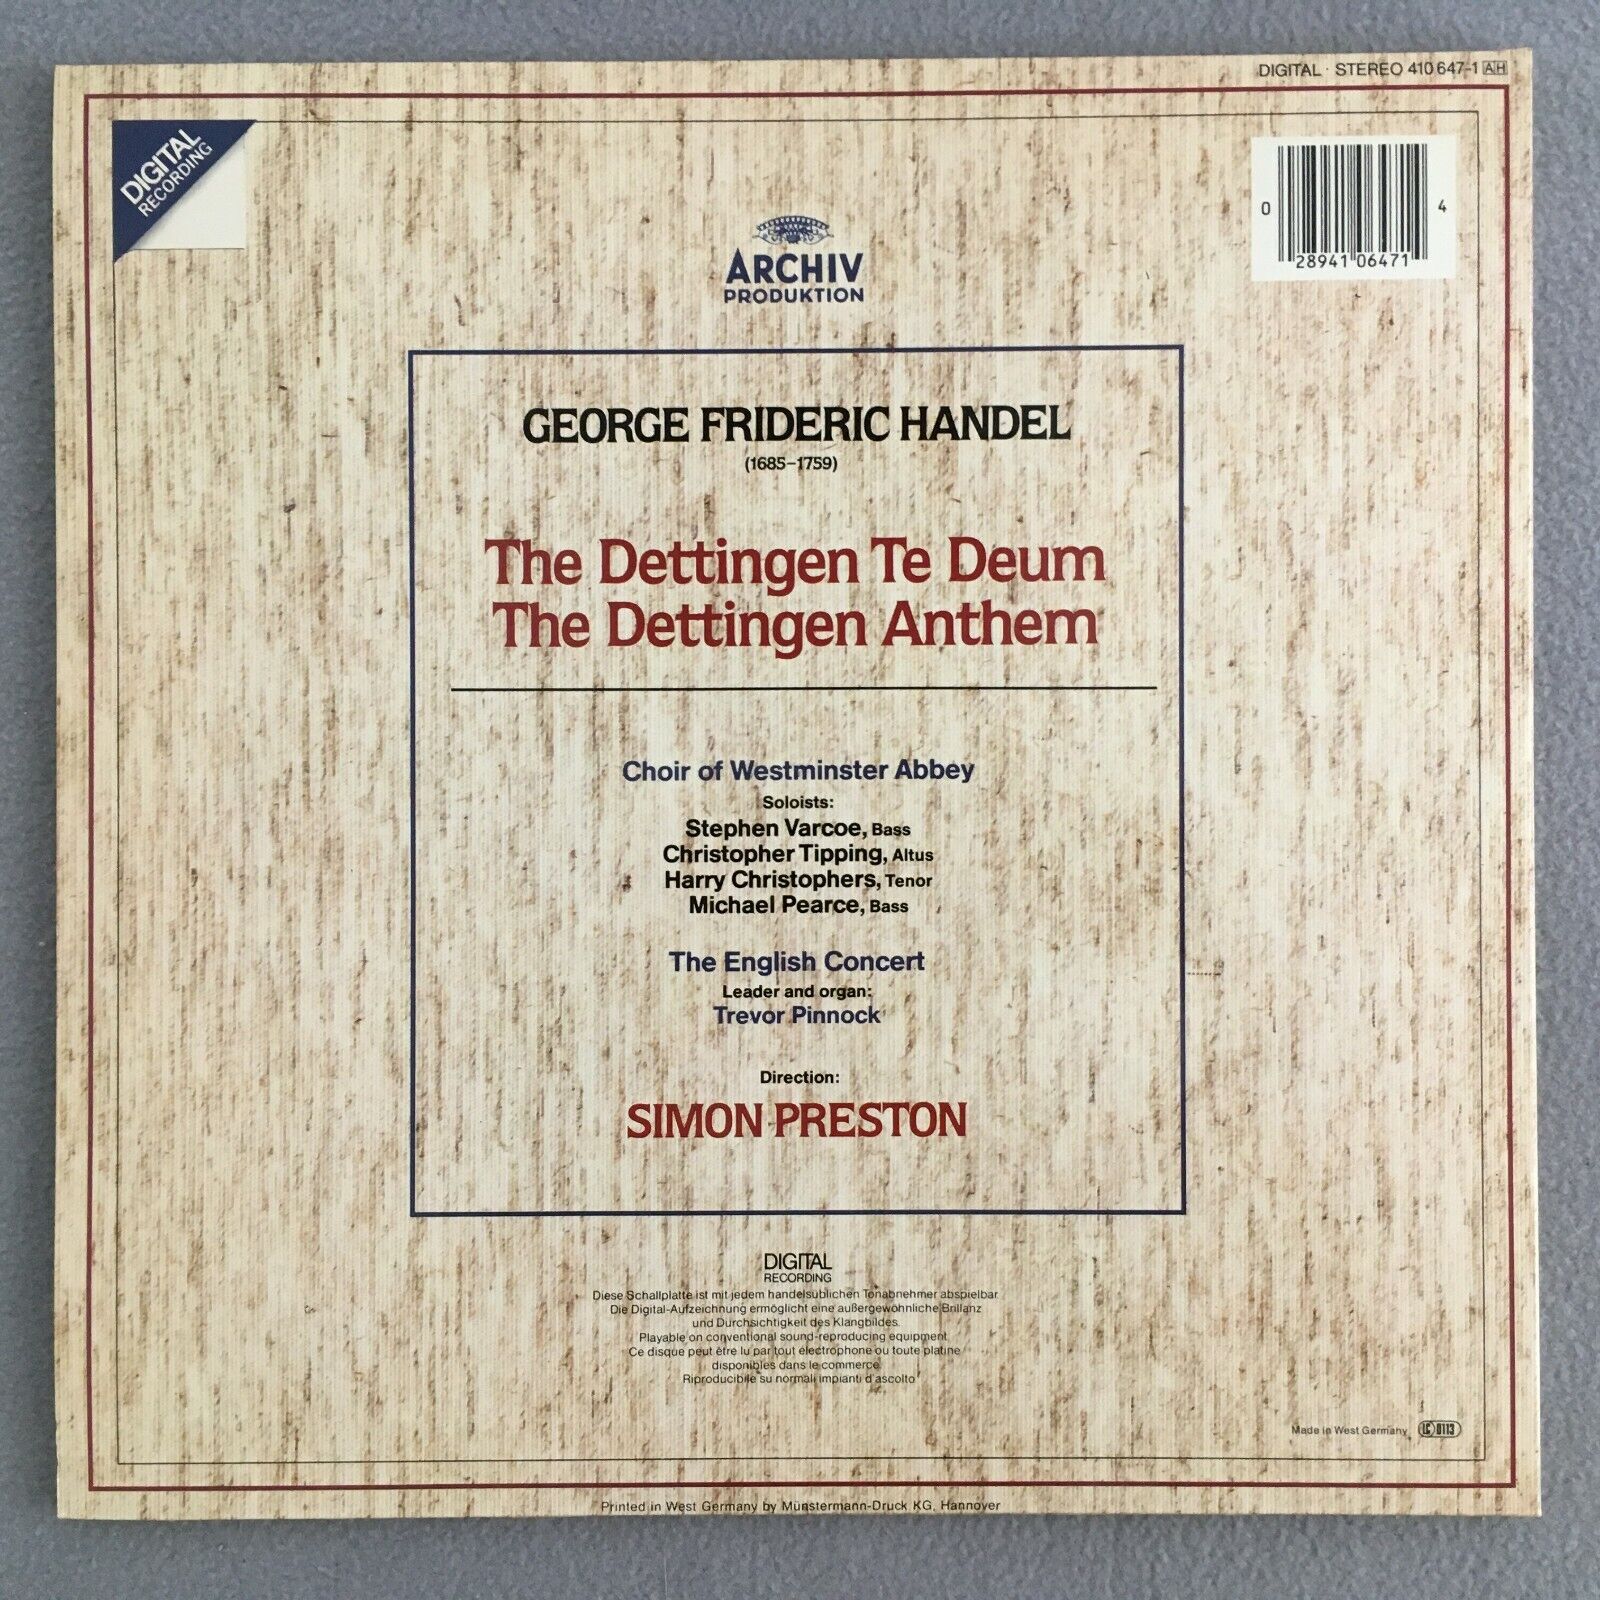 DIGITAL · STEREO 410 647-1 AH
DIGITAL
RECORDING
0 28941 06471 4
ARCHIV
PRODUKTION
GEORGE FRIDERIC HANDEL
(1685–1759)
The Dettingen Te Deum
The Dettingen Anthem
Choir of Westminster Abbey
Soloists:
Stephen Varcoe, Bass
Christopher Tipping, Altus
Harry Christophers, Tenor
Michael Pearce, Bass
The English Concert
Leader and organ:
Trevor Pinnock
Direction:
SIMON PRESTON
DIGITAL
RECORDING
Diese Schallplatte ist mit jedem handelsüblichen Tonabnehmer abspielbar
Die Digital-Aufzeichnung ermöglicht eine außergewöhnliche Brillanz
und Durchsichtigkeit des Klangbildes.
Playable on conventional sound-reproducing equipment
Ce disque peut être lu par tout électrophone ou toute platine
disponibles dans le commerce.
Riproducibile su normali impianti d'ascolto
Made in West Germany LC 0113
Printed in West Germany by Münstermann-Druck KG, Hannover